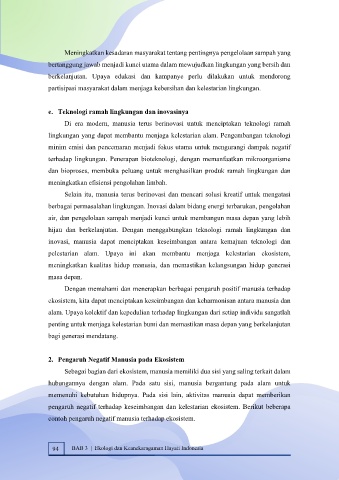 Meningkatkan kesadaran masyarakat tentang pentingnya pengelolaan sampah yang
bertanggung jawab menjadi kunci utama dalam mewujudkan lingkungan yang bersih dan
berkelanjutan. Upaya edukasi dan kampanye perlu dilakukan untuk mendorong
partisipasi masyarakat dalam menjaga kebersihan dan kelestarian lingkungan.
e. Teknologi ramah lingkungan dan inovasinya
Di era modern, manusia terus berinovasi untuk menciptakan teknologi ramah
lingkungan yang dapat membantu menjaga kelestarian alam. Pengembangan teknologi
minim emisi dan pencemaran menjadi fokus utama untuk mengurangi dampak negatif
terhadap lingkungan. Penerapan bioteknologi, dengan memanfaatkan mikroorganisme
dan bioproses, membuka peluang untuk menghasilkan produk ramah lingkungan dan
meningkatkan efisiensi pengolahan limbah.
Selain itu, manusia terus berinovasi dan mencari solusi kreatif untuk mengatasi
berbagai permasalahan lingkungan. Inovasi dalam bidang energi terbarukan, pengolahan
air, dan pengelolaan sampah menjadi kunci untuk membangun masa depan yang lebih
hijau dan berkelanjutan. Dengan menggabungkan teknologi ramah lingkungan dan
inovasi, manusia dapat menciptakan keseimbangan antara kemajuan teknologi dan
pelestarian alam. Upaya ini akan membantu menjaga kelestarian ekosistem,
meningkatkan kualitas hidup manusia, dan memastikan kelangsungan hidup generasi
masa depan.
Dengan memahami dan menerapkan berbagai pengaruh positif manusia terhadap
ekosistem, kita dapat menciptakan keseimbangan dan keharmonisan antara manusia dan
alam. Upaya kolektif dan kepedulian terhadap lingkungan dari setiap individu sangatlah
penting untuk menjaga kelestarian bumi dan memastikan masa depan yang berkelanjutan
bagi generasi mendatang.
2. Pengaruh Negatif Manusia pada Ekosistem
Sebagai bagian dari ekosistem, manusia memiliki dua sisi yang saling terkait dalam
hubungannya dengan alam. Pada satu sisi, manusia bergantung pada alam untuk
memenuhi kebutuhan hidupnya. Pada sisi lain, aktivitas manusia dapat memberikan
pengaruh negatif terhadap keseimbangan dan kelestarian ekosistem. Berikut beberapa
contoh pengaruh negatif manusia terhadap ekosistem.
94 BAB 3 | Ekologi dan Keanekaragaman Hayati Indonesia